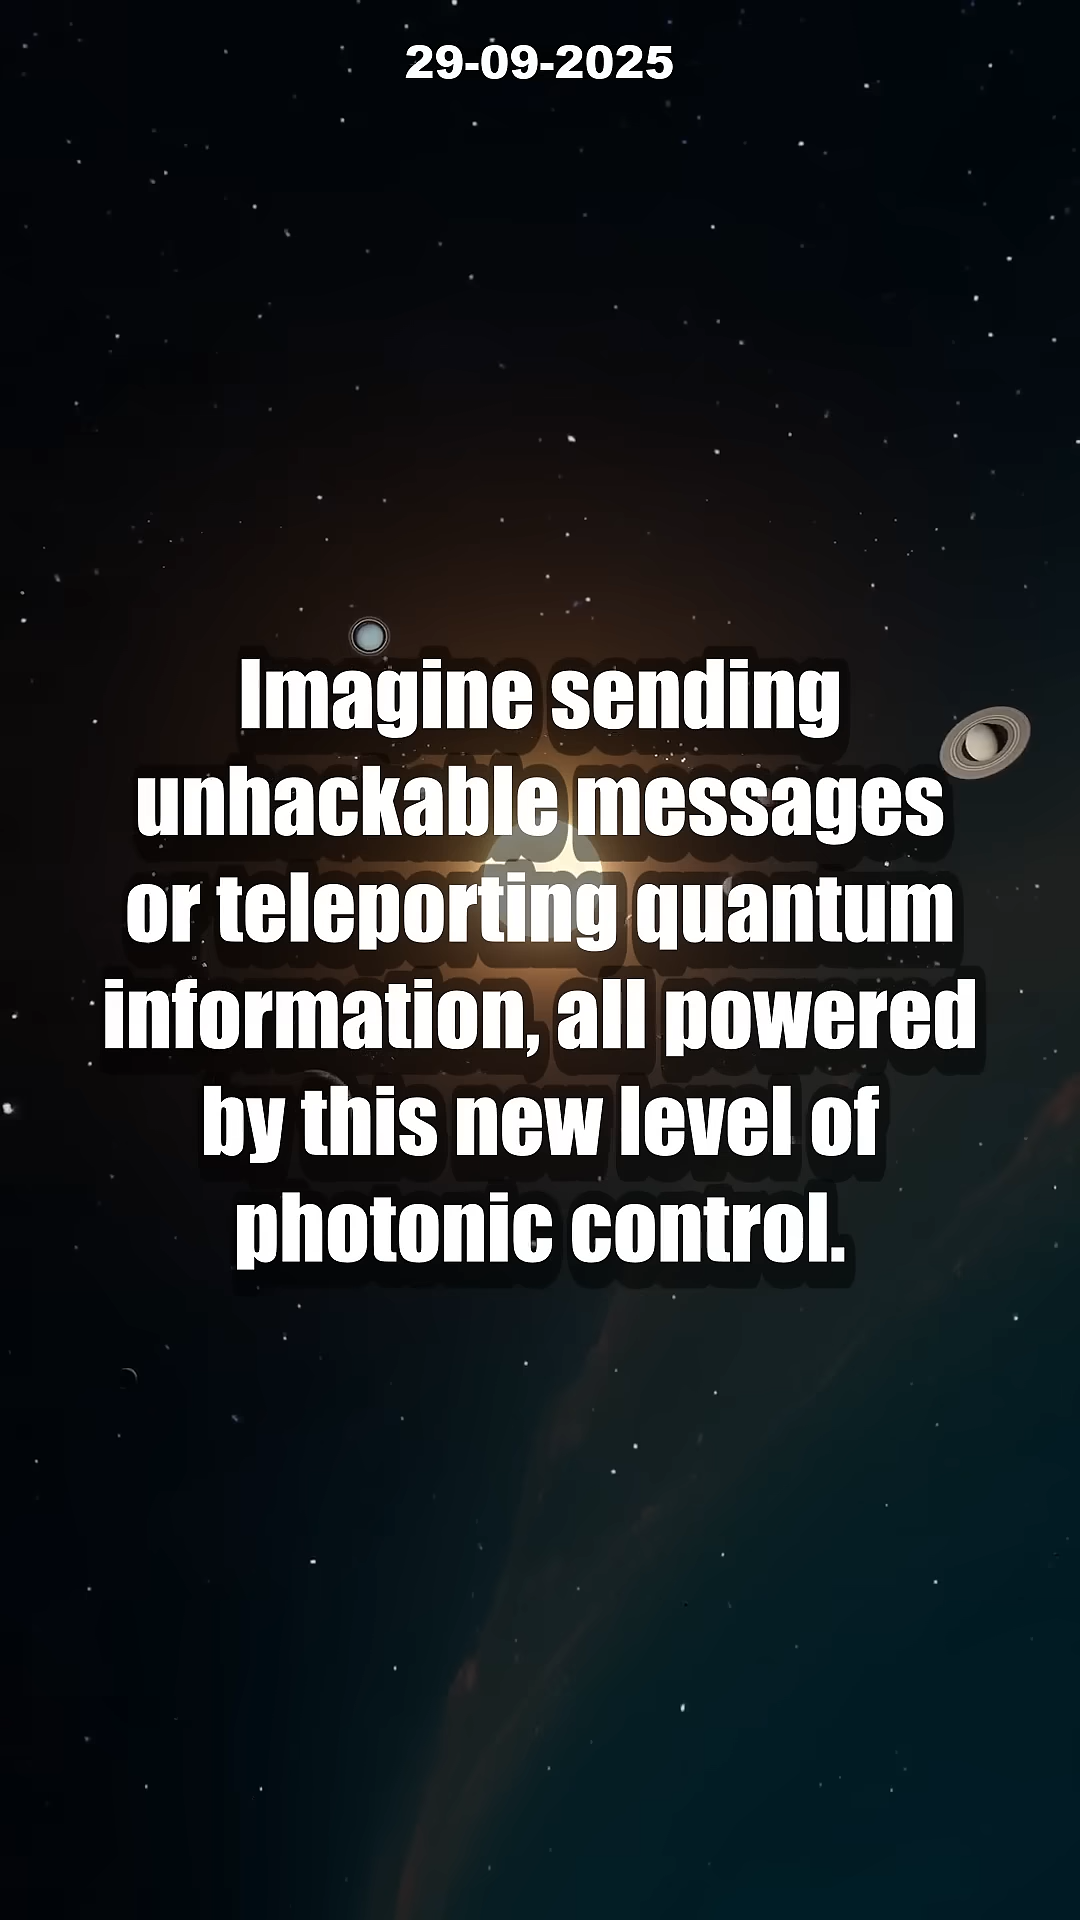 29-09-2025
Imagine sending
unhackable messages
or teleporting quantum
information, all powered
by this new level of
photonic control.